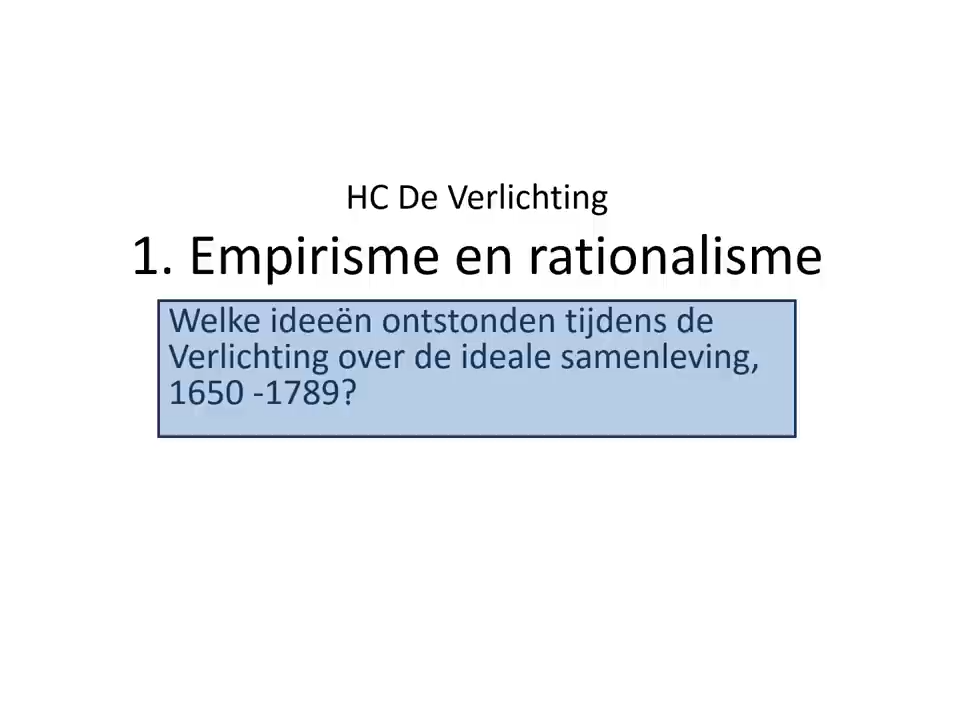 HC De Verlichting
1. Empirisme en rationalisme
Welke ideeën ontstonden tijdens de
Verlichting over de ideale samenleving,
1650 -1789?